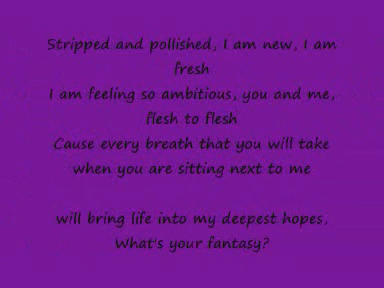 Stripped and pollished, I am new, I am
fresh
I am feeling so ambitious, you and me,
flesh to flesh
Cause every breath that you will take
when you are sitting next to me
will bring life into my deepest hopes,
What's your fantasy?